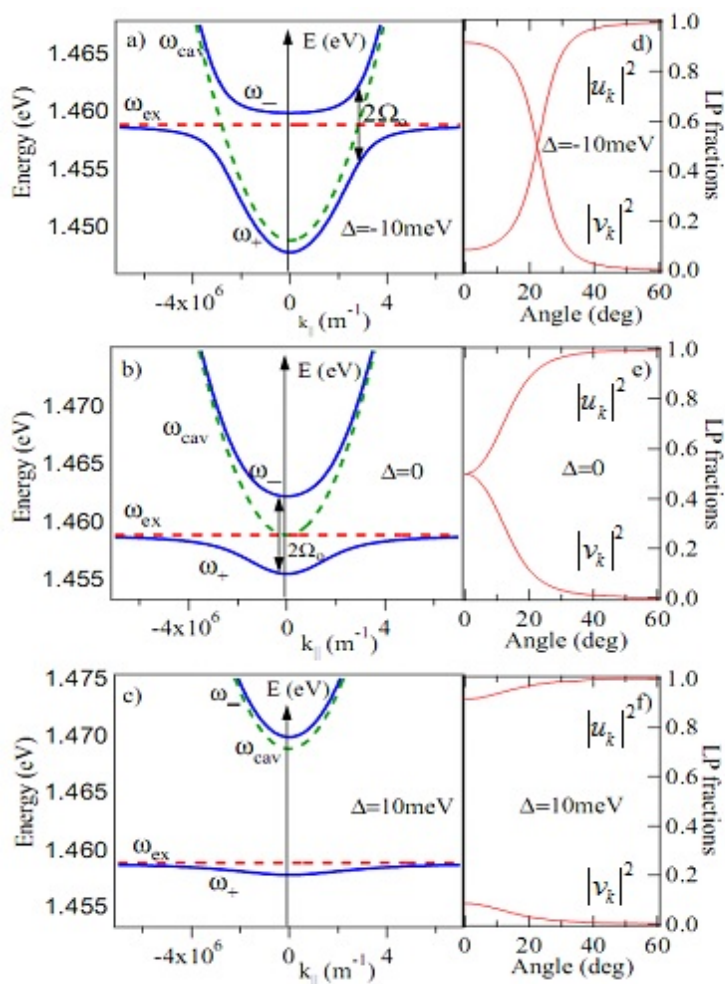 a)
E (eV)
ω_cav
1.465
1.460
1.455
1.450
Energy (eV)
ω_−
ω_ex
2Ω_o
ω_+
Δ=-10meV
-4x10^6
0
4
k_|| (m^-1)
d)
|u_k|^2
Δ=-10meV
|v_k|^2
1.0
0.8
0.6
0.4
0.2
0.0
LP fractions
0
20
40
60
Angle (deg)
b)
E (eV)
1.470
1.465
1.460
1.455
Energy (eV)
ω_cav
ω_−
Δ=0
ω_ex
2Ω_o
ω_+
-4x10^6
0
4
k_|| (m^-1)
e)
|u_k|^2
Δ=0
|v_k|^2
1.0
0.8
0.6
0.4
0.2
0.0
LP fractions
0
20
40
60
Angle (deg)
c)
E (eV)
1.475
1.470
1.465
1.460
1.455
Energy (eV)
ω_−
ω_cav
Δ=10meV
ω_ex
ω_+
-4x10^6
0
4
k_|| (m^-1)
f)
|u_k|^2
Δ=10meV
|v_k|^2
1.0
0.8
0.6
0.4
0.2
0.0
LP fractions
0
20
40
60
Angle (deg)